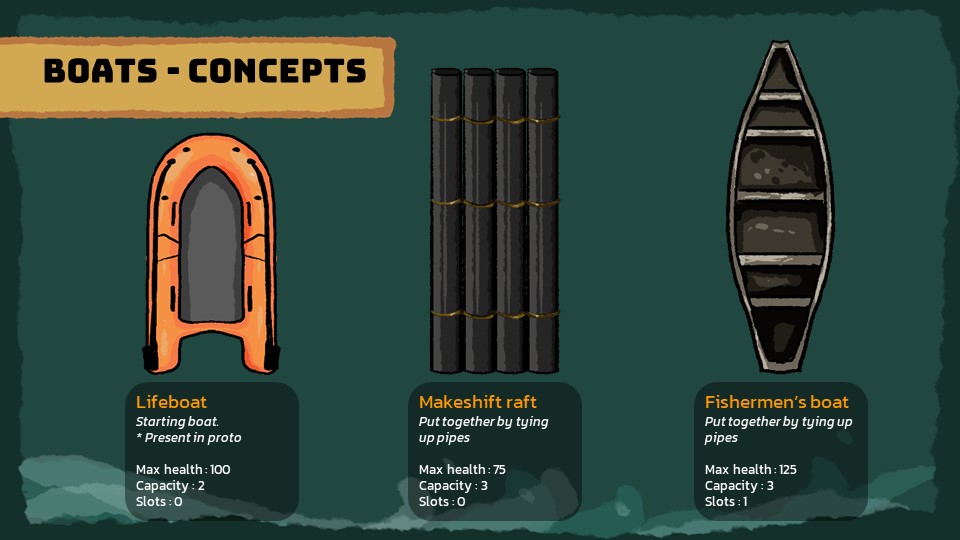 BOATS - CONCEPTS
Lifeboat
Starting boat.
* Present in proto
Max health : 100
Capacity : 2
Slots : 0
Makeshift raft
Put together by tying
up pipes
Max health : 75
Capacity : 3
Slots : 0
Fishermen's boat
Put together by tying up
pipes
Max health : 125
Capacity : 3
Slots : 1